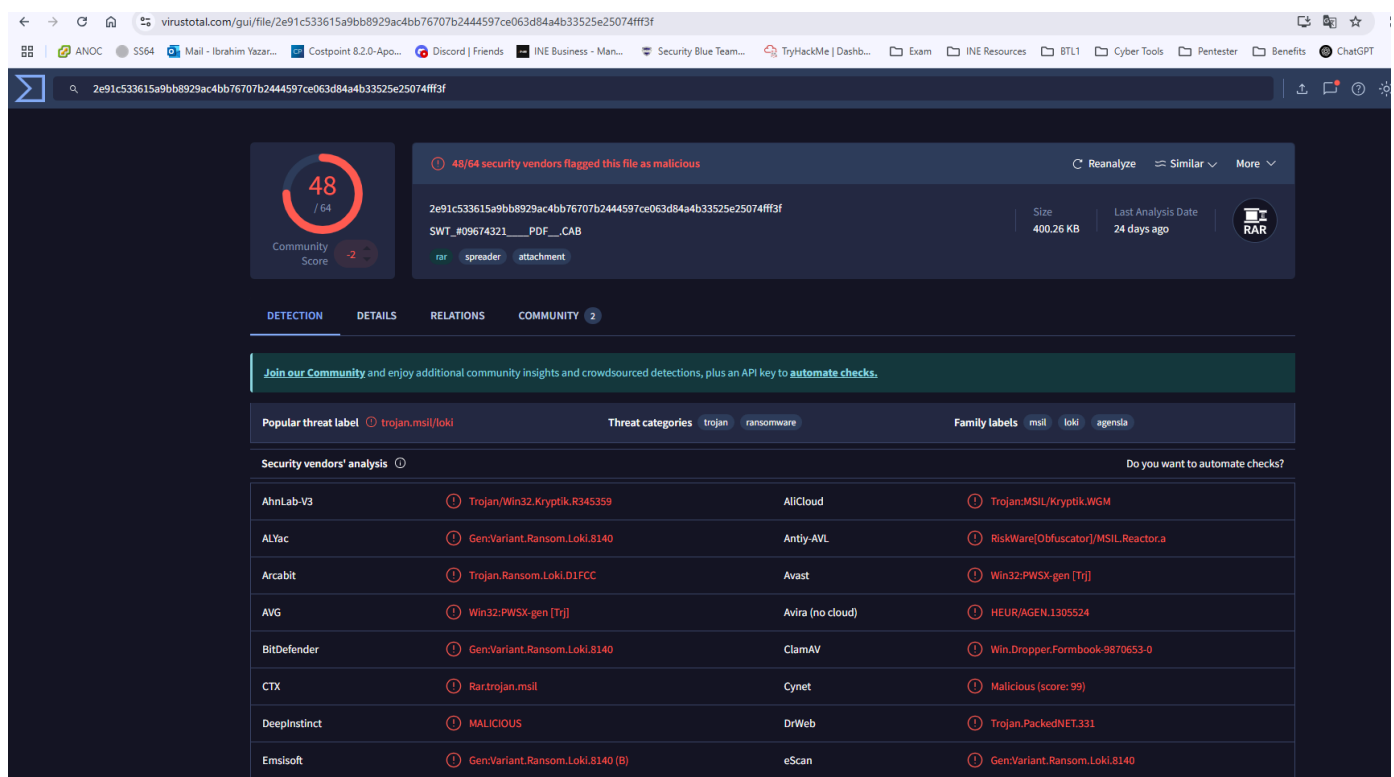 virustotal.com/gui/file/2e91c533615a9bb8929ac4bb76707b2444597ce063d84a4b33525e25074fff3f
ANOC SS64 Mail - Ibrahim Yazar... Costpoint 8.2.0-Apo... Discord | Friends INE Business - Man... Security Blue Team... TryHackMe | Dashb... Exam INE Resources BTL1 Cyber Tools Pentester Benefits ChatGPT
2e91c533615a9bb8929ac4bb76707b2444597ce063d84a4b33525e25074fff3f
48
/ 64
Community Score -2
48/64 security vendors flagged this file as malicious
Reanalyze Similar More
2e91c533615a9bb8929ac4bb76707b2444597ce063d84a4b33525e25074fff3f
SWT_#09674321____PDF__.CAB
rar spreader attachment
Size
400.26 KB
Last Analysis Date
24 days ago
RAR
DETECTION DETAILS RELATIONS COMMUNITY 2
Join our Community and enjoy additional community insights and crowdsourced detections, plus an API key to automate checks.
Popular threat label trojan.msil/loki Threat categories trojan ransomware Family labels msil loki agensla
Security vendors' analysis Do you want to automate checks?
AhnLab-V3 Trojan/Win32.Kryptik.R345359 AliCloud Trojan:MSIL/Kryptik.WGM
ALYac Gen:Variant.Ransom.Loki.8140 Antiy-AVL RiskWare[Obfuscator]/MSIL.Reactor.a
Arcabit Trojan.Ransom.Loki.D1FCC Avast Win32:PWSX-gen [Trj]
AVG Win32:PWSX-gen [Trj] Avira (no cloud) HEUR/AGEN.1305524
BitDefender Gen:Variant.Ransom.Loki.8140 ClamAV Win.Dropper.Formbook-9870653-0
CTX Rar.trojan.msil Cynet Malicious (score: 99)
DeepInstinct MALICIOUS DrWeb Trojan.PackedNET.331
Emsisoft Gen:Variant.Ransom.Loki.8140 (B) eScan Gen:Variant.Ransom.Loki.8140